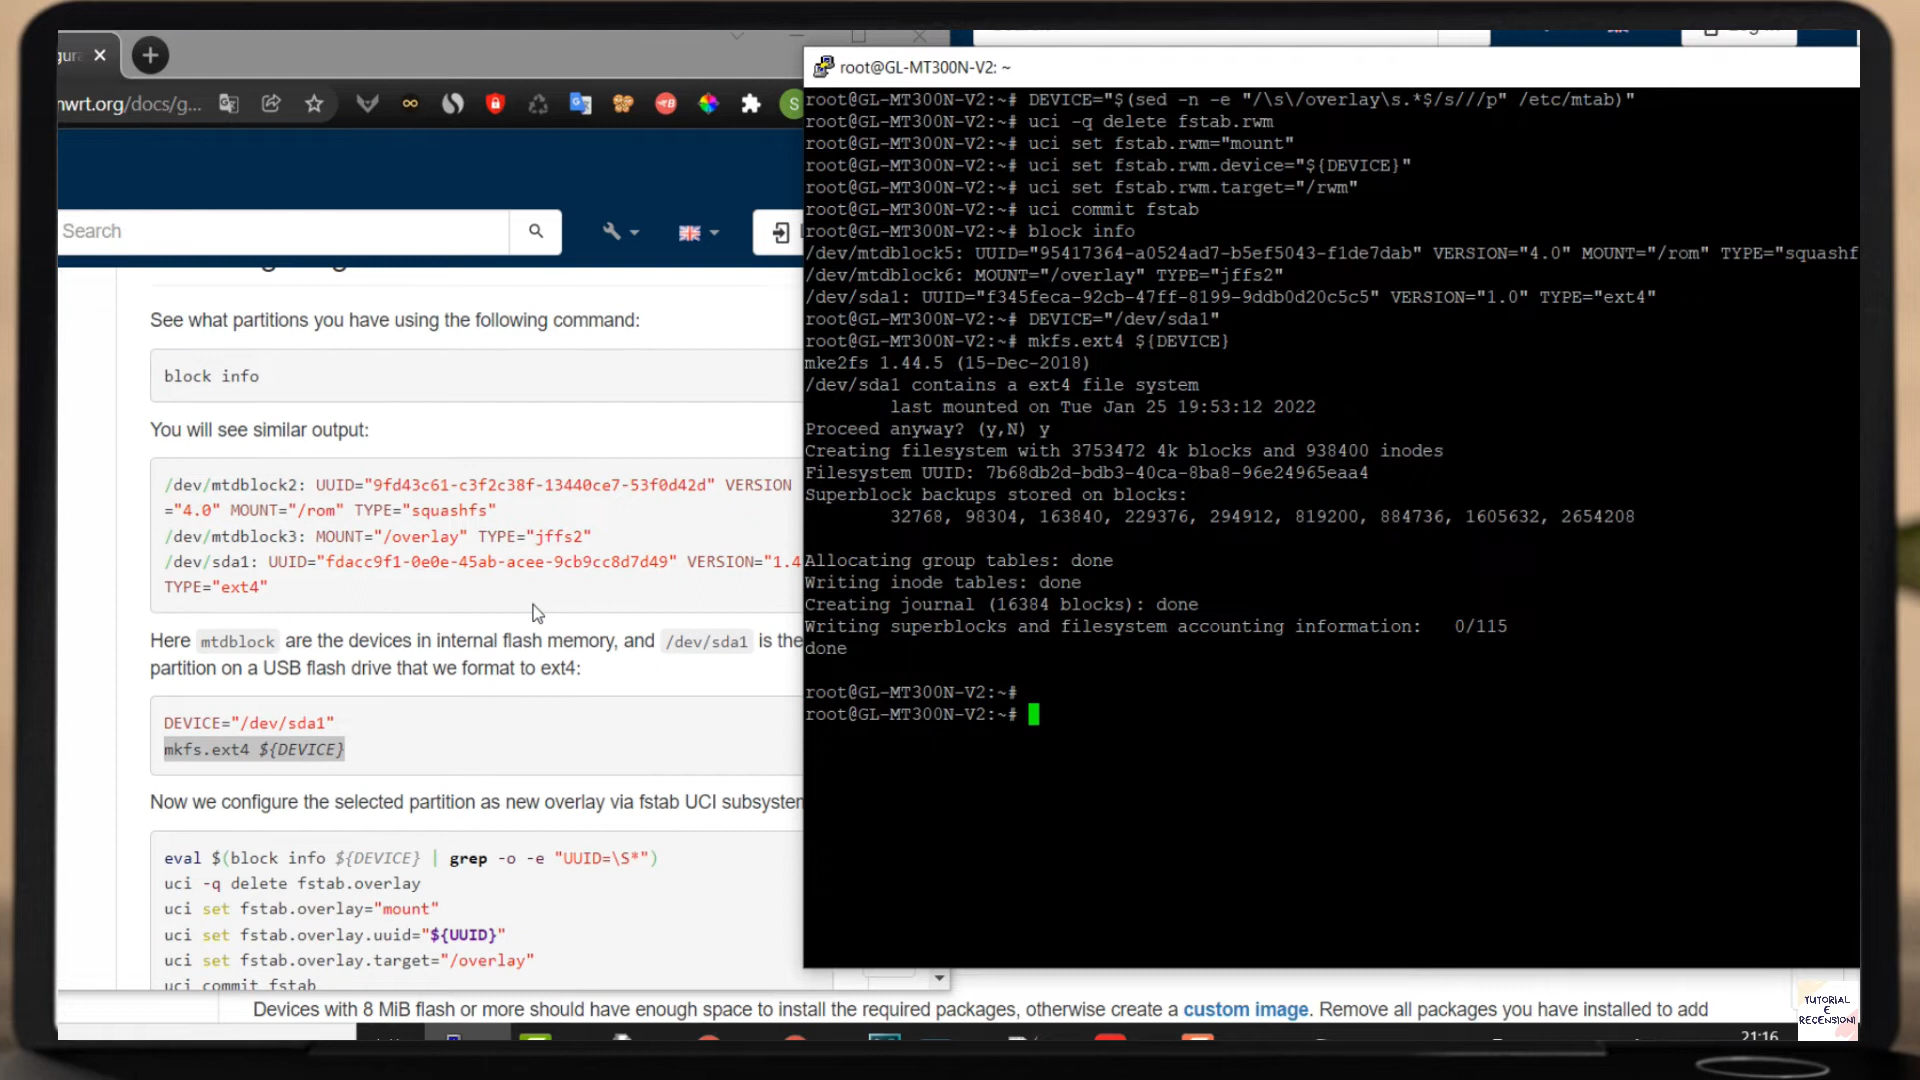 gura
nwrt.org/docs/g...
S
Search
See what partitions you have using the following command:
block info
You will see similar output:
/dev/mtdblock2: UUID="9fd43c61-c3f2c38f-13440ce7-53f0d42d" VERSION
="4.0" MOUNT="/rom" TYPE="squashfs"
/dev/mtdblock3: MOUNT="/overlay" TYPE="jffs2"
/dev/sda1: UUID="fdacc9f1-0e0e-45ab-acee-9cb9cc8d7d49" VERSION="1.4
TYPE="ext4"
Here mtdblock are the devices in internal flash memory, and /dev/sda1 is the
partition on a USB flash drive that we format to ext4:
DEVICE="/dev/sda1"
mkfs.ext4 ${DEVICE}
Now we configure the selected partition as new overlay via fstab UCI subsystem
eval $(block info ${DEVICE} | grep -o -e "UUID=\S*")
uci -q delete fstab.overlay
uci set fstab.overlay="mount"
uci set fstab.overlay.uuid="${UUID}"
uci set fstab.overlay.target="/overlay"
uci commit fstab
root@GL-MT300N-V2: ~
root@GL-MT300N-V2:~# DEVICE="$(sed -n -e "/\s\/overlay\s.*$/s///p" /etc/mtab)"
root@GL-MT300N-V2:~# uci -q delete fstab.rwm
root@GL-MT300N-V2:~# uci set fstab.rwm="mount"
root@GL-MT300N-V2:~# uci set fstab.rwm.device="${DEVICE}"
root@GL-MT300N-V2:~# uci set fstab.rwm.target="/rwm"
root@GL-MT300N-V2:~# uci commit fstab
root@GL-MT300N-V2:~# block info
/dev/mtdblock5: UUID="95417364-a0524ad7-b5ef5043-f1de7dab" VERSION="4.0" MOUNT="/rom" TYPE="squashf
/dev/mtdblock6: MOUNT="/overlay" TYPE="jffs2"
/dev/sda1: UUID="f345feca-92cb-47ff-8199-9ddb0d20c5c5" VERSION="1.0" TYPE="ext4"
root@GL-MT300N-V2:~# DEVICE="/dev/sda1"
root@GL-MT300N-V2:~# mkfs.ext4 ${DEVICE}
mke2fs 1.44.5 (15-Dec-2018)
/dev/sda1 contains a ext4 file system
last mounted on Tue Jan 25 19:53:12 2022
Proceed anyway? (y,N) y
Creating filesystem with 3753472 4k blocks and 938400 inodes
Filesystem UUID: 7b68db2d-bdb3-40ca-8ba8-96e24965eaa4
Superblock backups stored on blocks:
32768, 98304, 163840, 229376, 294912, 819200, 884736, 1605632, 2654208
Allocating group tables: done
Writing inode tables: done
Creating journal (16384 blocks): done
Writing superblocks and filesystem accounting information: 0/115
done
root@GL-MT300N-V2:~#
root@GL-MT300N-V2:~#
Devices with 8 MiB flash or more should have enough space to install the required packages, otherwise create a custom image. Remove all packages you have installed to add
TUTORIAL
E
RECENSIONI
21:16